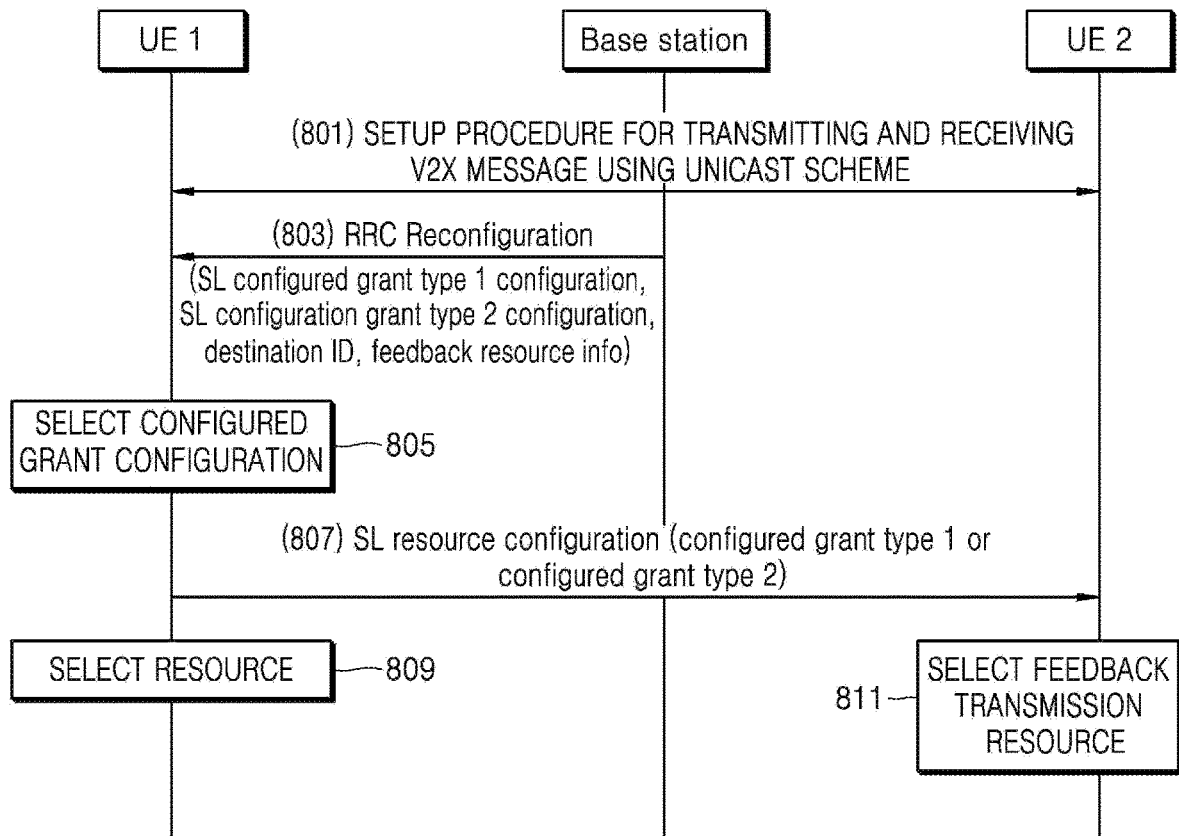 UE 1
Base station
UE 2
(801) SETUP PROCEDURE FOR TRANSMITTING AND RECEIVING
V2X MESSAGE USING UNICAST SCHEME
(803) RRC Reconfiguration
(SL configured grant type 1 configuration,
SL configuration grant type 2 configuration,
destination ID, feedback resource info)
SELECT CONFIGURED
GRANT CONFIGURATION
805
(807) SL resource configuration (configured grant type 1 or
configured grant type 2)
SELECT RESOURCE
809
811
SELECT FEEDBACK
TRANSMISSION
RESOURCE